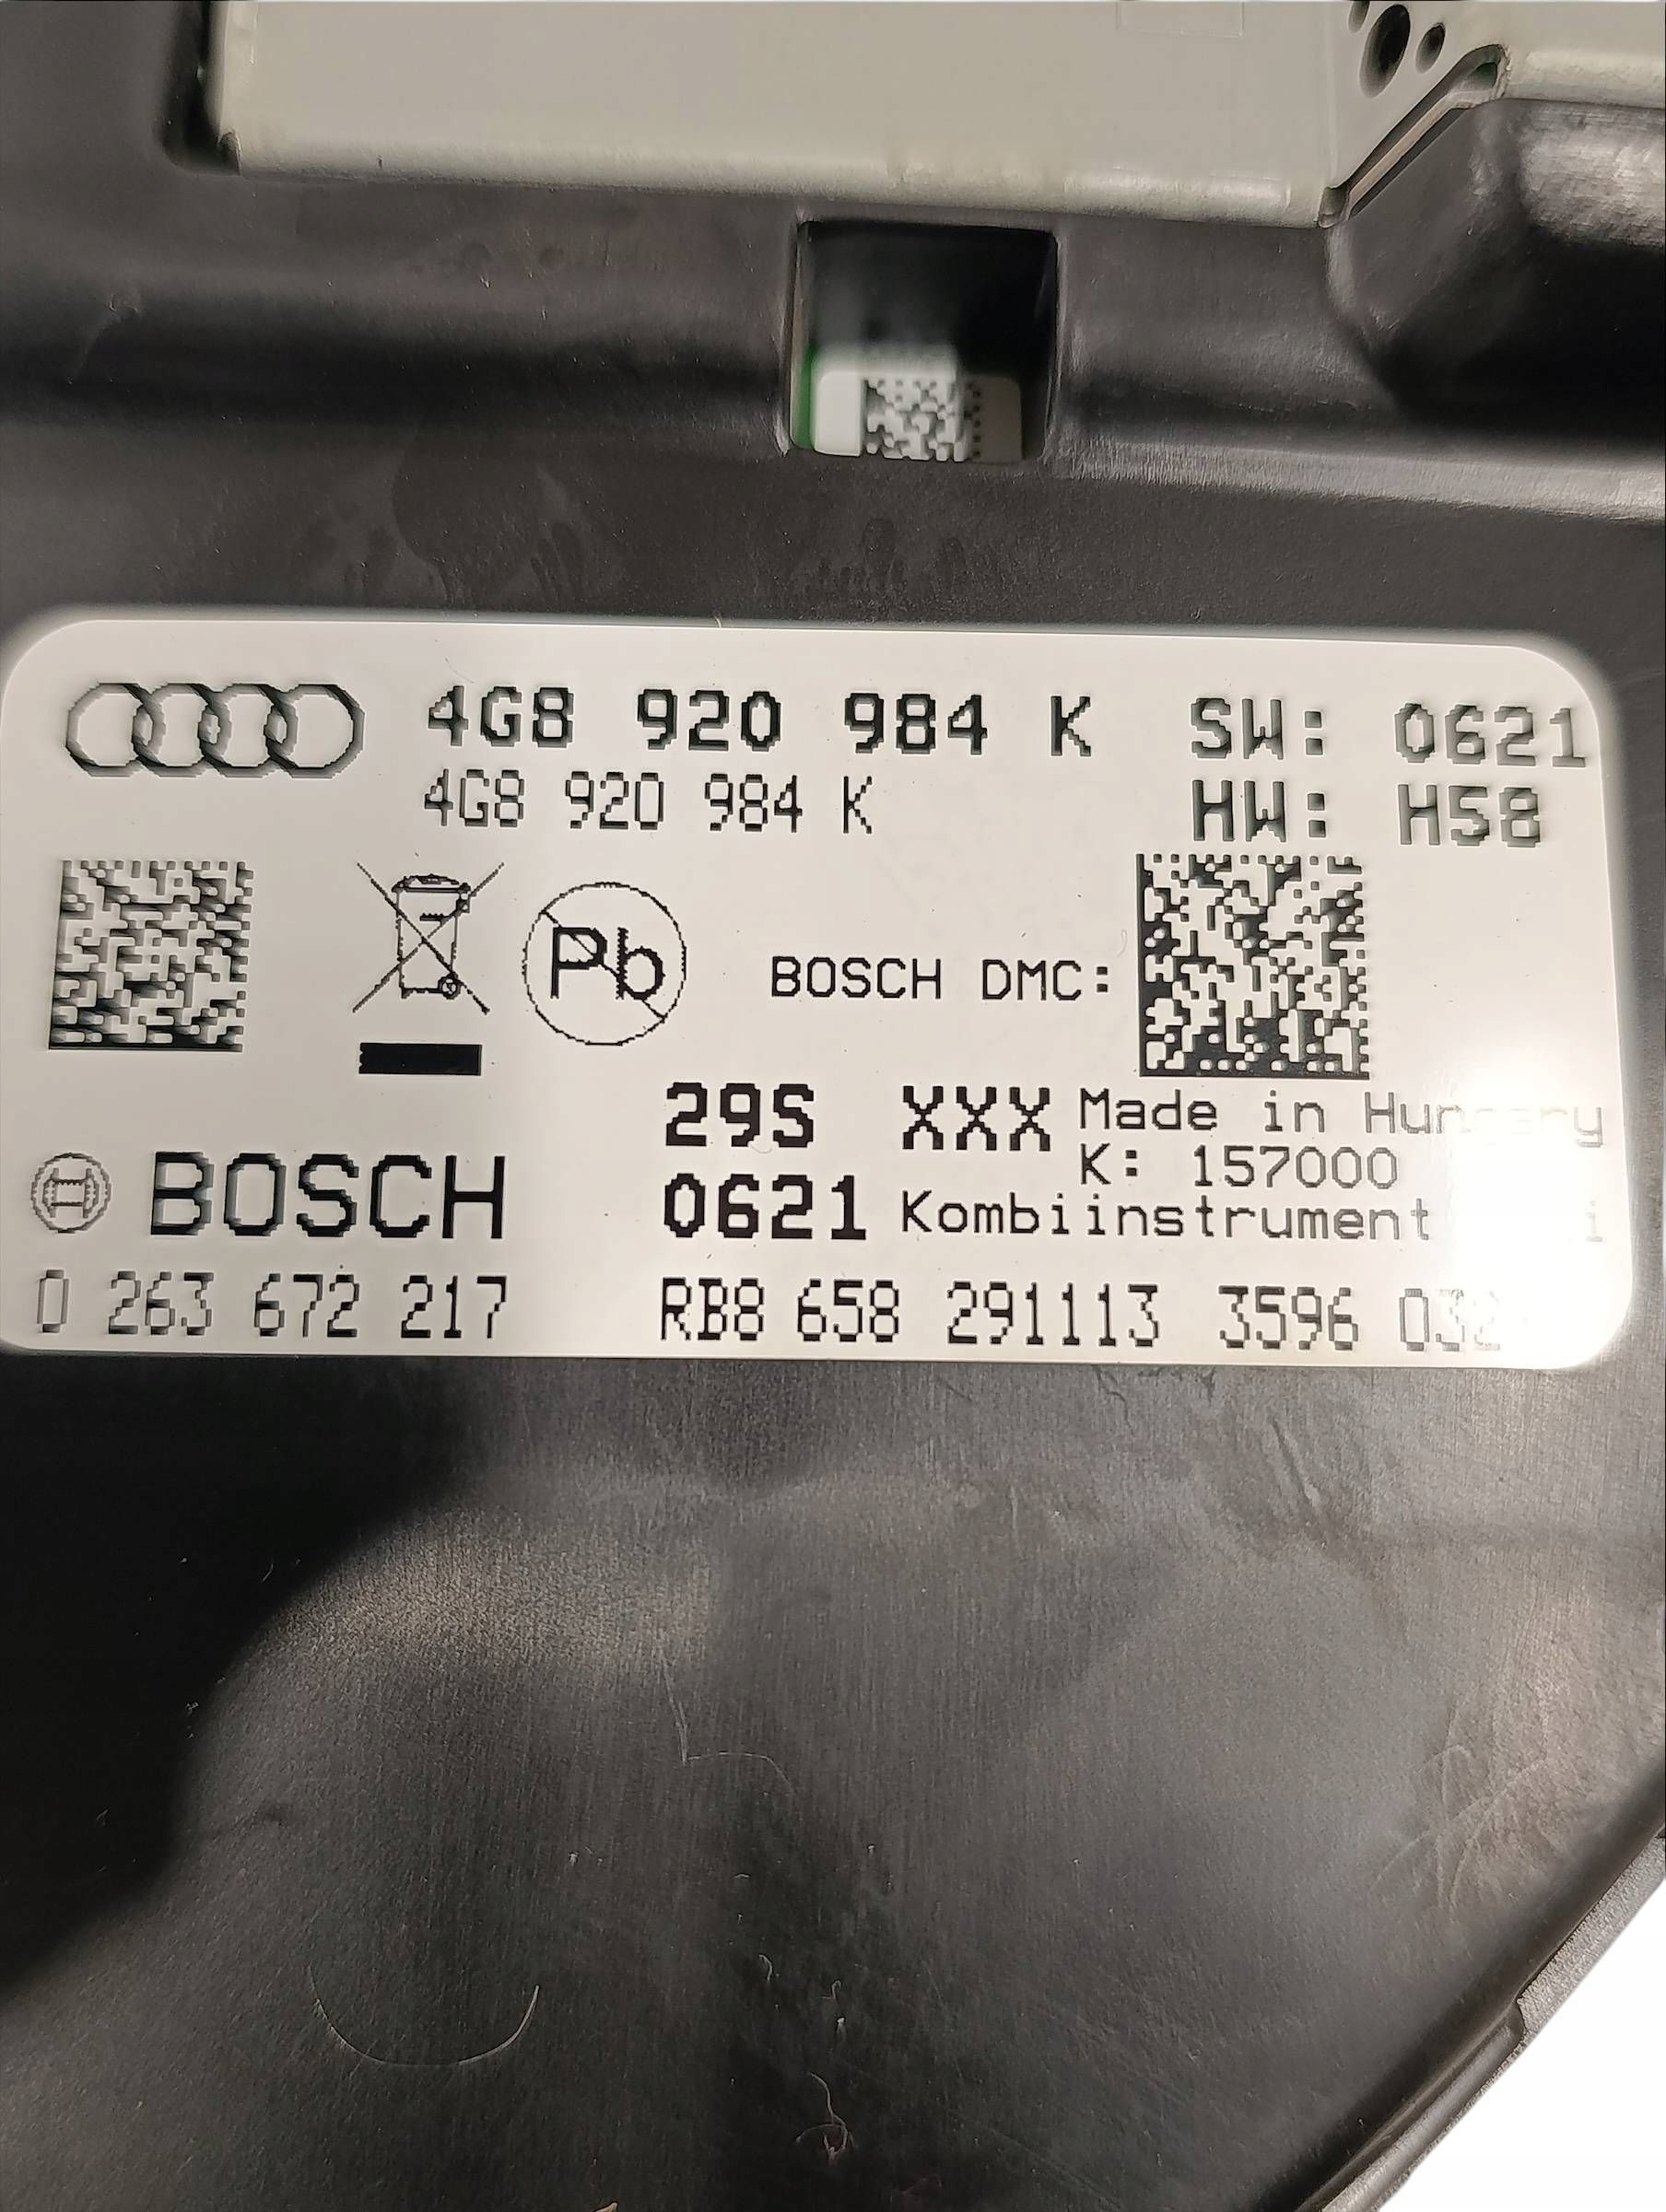 4G8 920 984 K SW: 0621
4G8 920 984 K HW: H58
Pb
BOSCH DMC:
29S XXX Made in Hungary
K: 157000
BOSCH 0621 Kombiinstrument
0 263 672 217 RB8 658 291113 3596